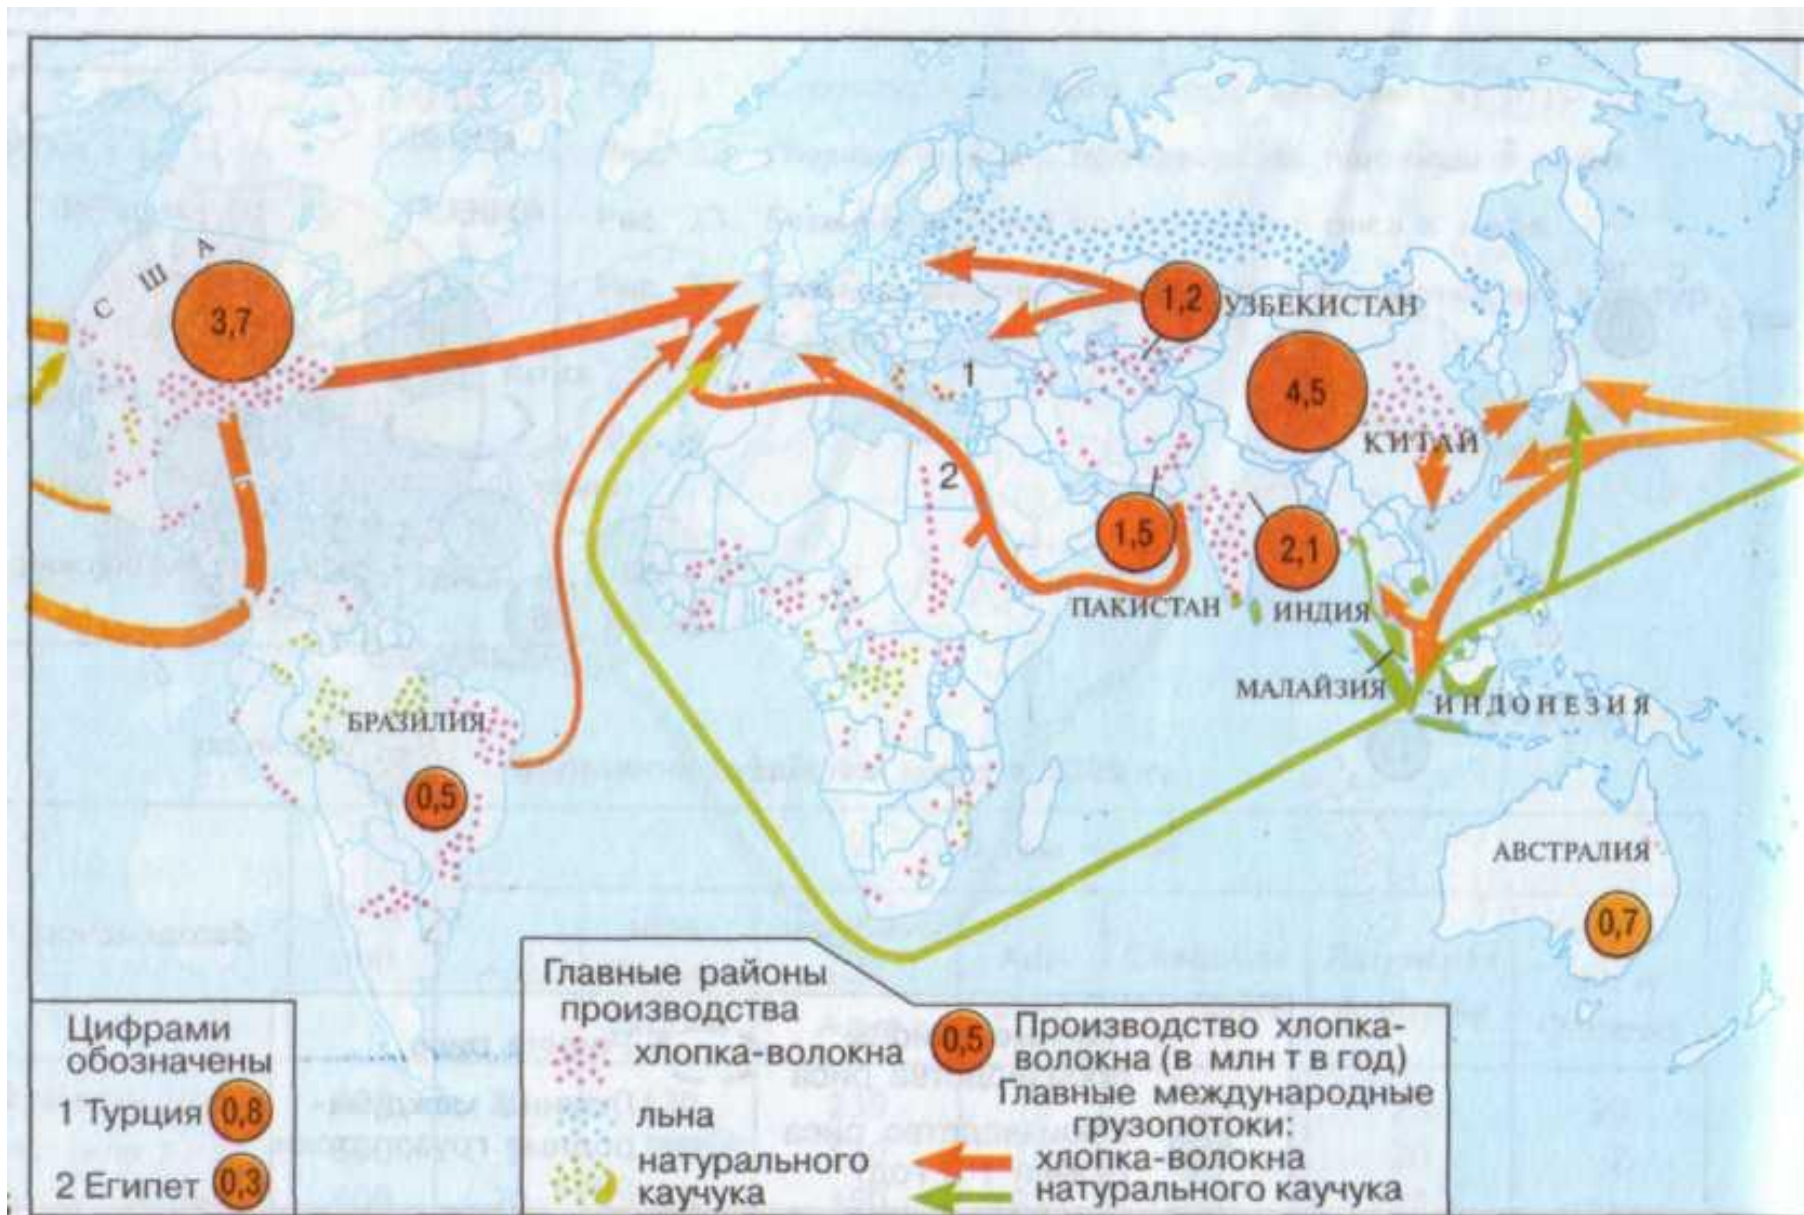 США
3,7
1,2
УЗБЕКИСТАН
4,5
1
КИТАЙ
2
1,5
2,1
ПАКИСТАН
ИНДИЯ
МАЛАЙЗИЯ
ИНДОНЕЗИЯ
БРАЗИЛИЯ
0,5
АВСТРАЛИЯ
0,7
Цифрами
обозначены
1 Турция 0,8
2 Египет 0,3
Главные районы
производства
хлопка-волокна
льна
натурального
каучука
0,5 Производство хлопка-
волокна (в млн т в год)
Главные международные
грузопотоки:
хлопка-волокна
натурального каучука